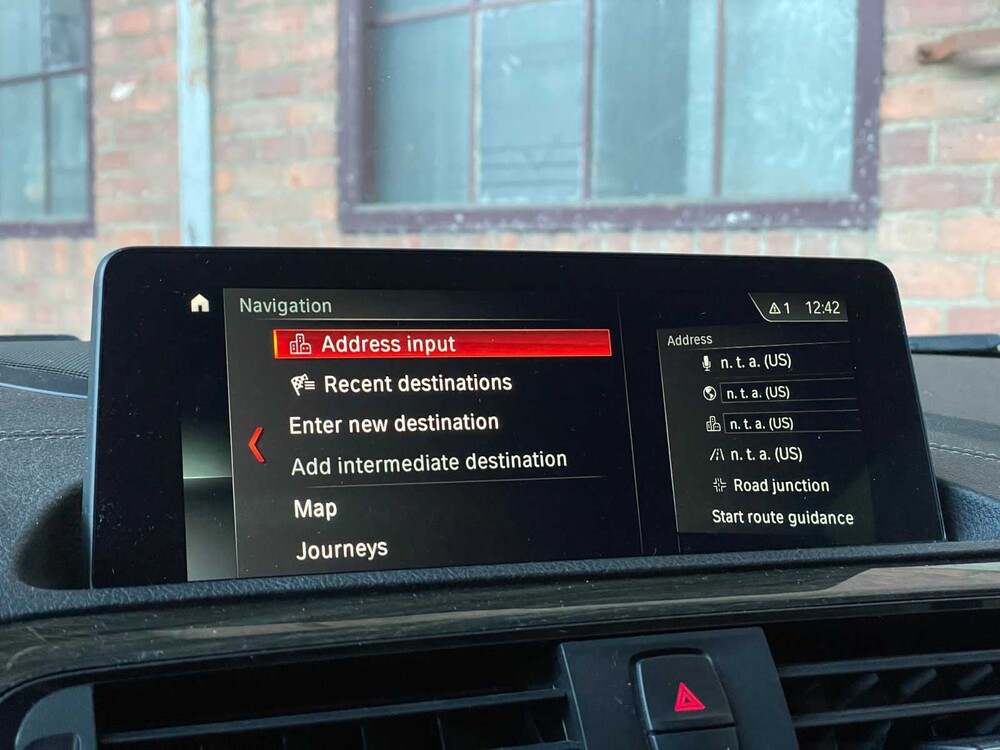 Navigation
1 12:42
Address input
Recent destinations
Enter new destination
Add intermediate destination
Map
Journeys
Address
n. t. a. (US)
n. t. a. (US)
n. t. a. (US)
n. t. a. (US)
Road junction
Start route guidance